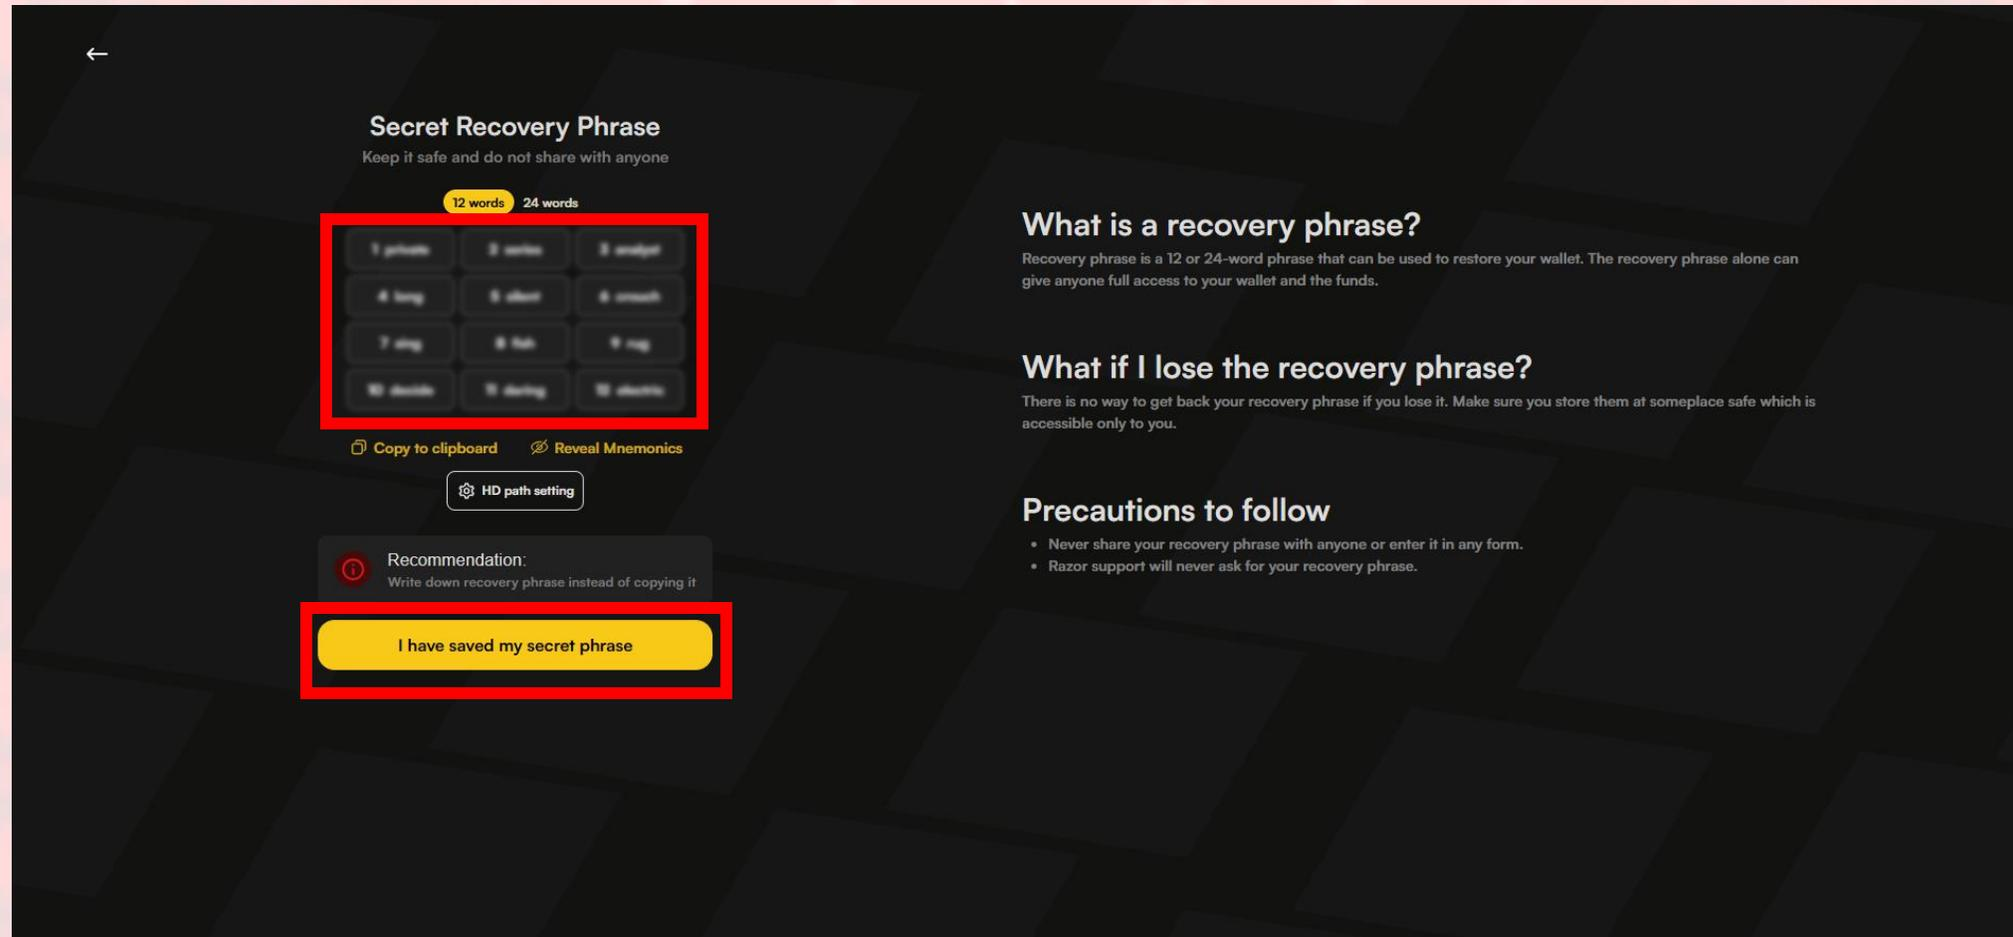 Secret Recovery Phrase
Keep it safe and do not share with anyone
12 words 24 words
Copy to clipboard Reveal Mnemonics
HD path setting
Recommendation:
Write down recovery phrase instead of copying it
I have saved my secret phrase
What is a recovery phrase?
Recovery phrase is a 12 or 24-word phrase that can be used to restore your wallet. The recovery phrase alone can
give anyone full access to your wallet and the funds.
What if I lose the recovery phrase?
There is no way to get back your recovery phrase if you lose it. Make sure you store them at someplace safe which is
accessible only to you.
Precautions to follow
• Never share your recovery phrase with anyone or enter it in any form.
• Razor support will never ask for your recovery phrase.